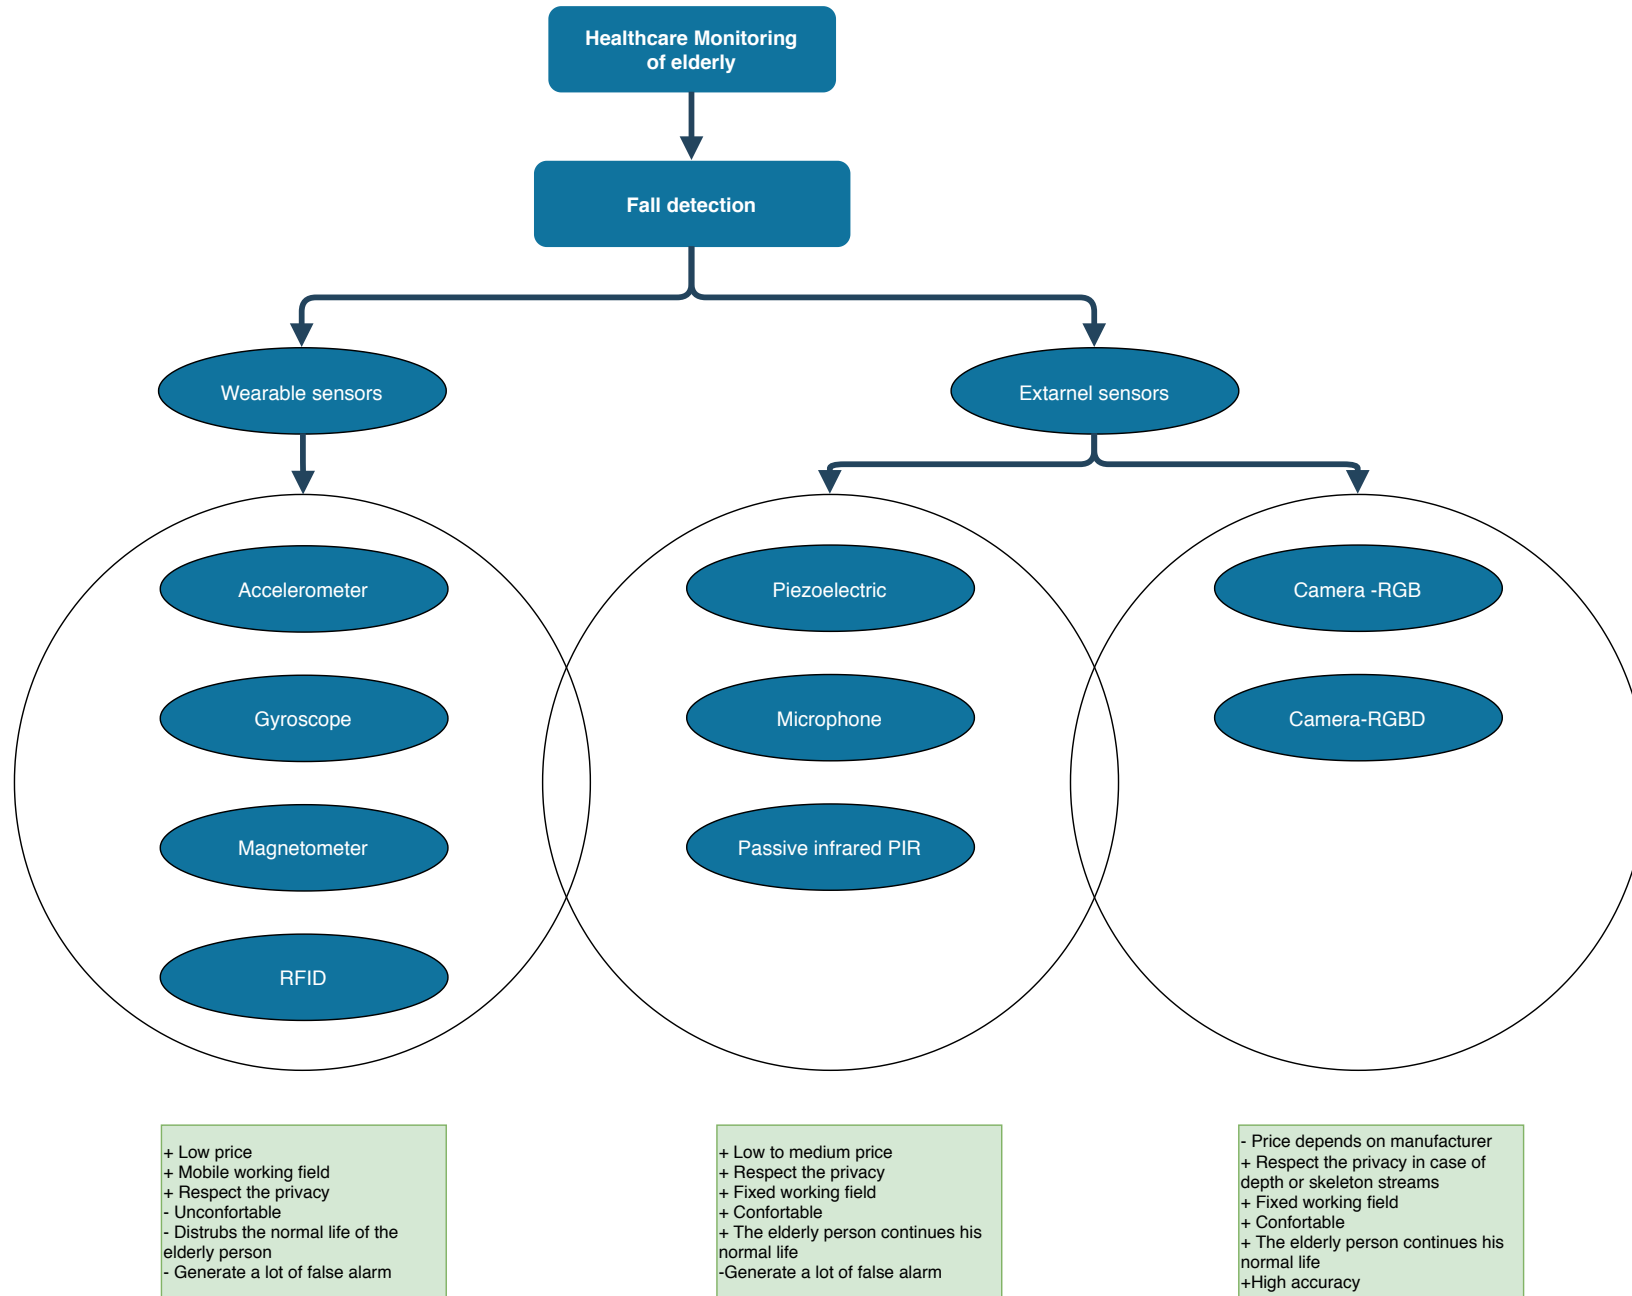 Healthcare Monitoring
of elderly
Fall detection
Wearable sensors
Extarnel sensors
Accelerometer
Gyroscope
Magnetometer
RFID
Piezoelectric
Microphone
Passive infrared PIR
Camera -RGB
Camera-RGBD
+ Low price
+ Mobile working field
+ Respect the privacy
- Unconfortable
- Distrubs the normal life of the
elderly person
- Generate a lot of false alarm
+ Low to medium price
+ Respect the privacy
+ Fixed working field
+ Confortable
+ The elderly person continues his
normal life
-Generate a lot of false alarm
- Price depends on manufacturer
+ Respect the privacy in case of
depth or skeleton streams
+ Fixed working field
+ Confortable
+ The elderly person continues his
normal life
+High accuracy